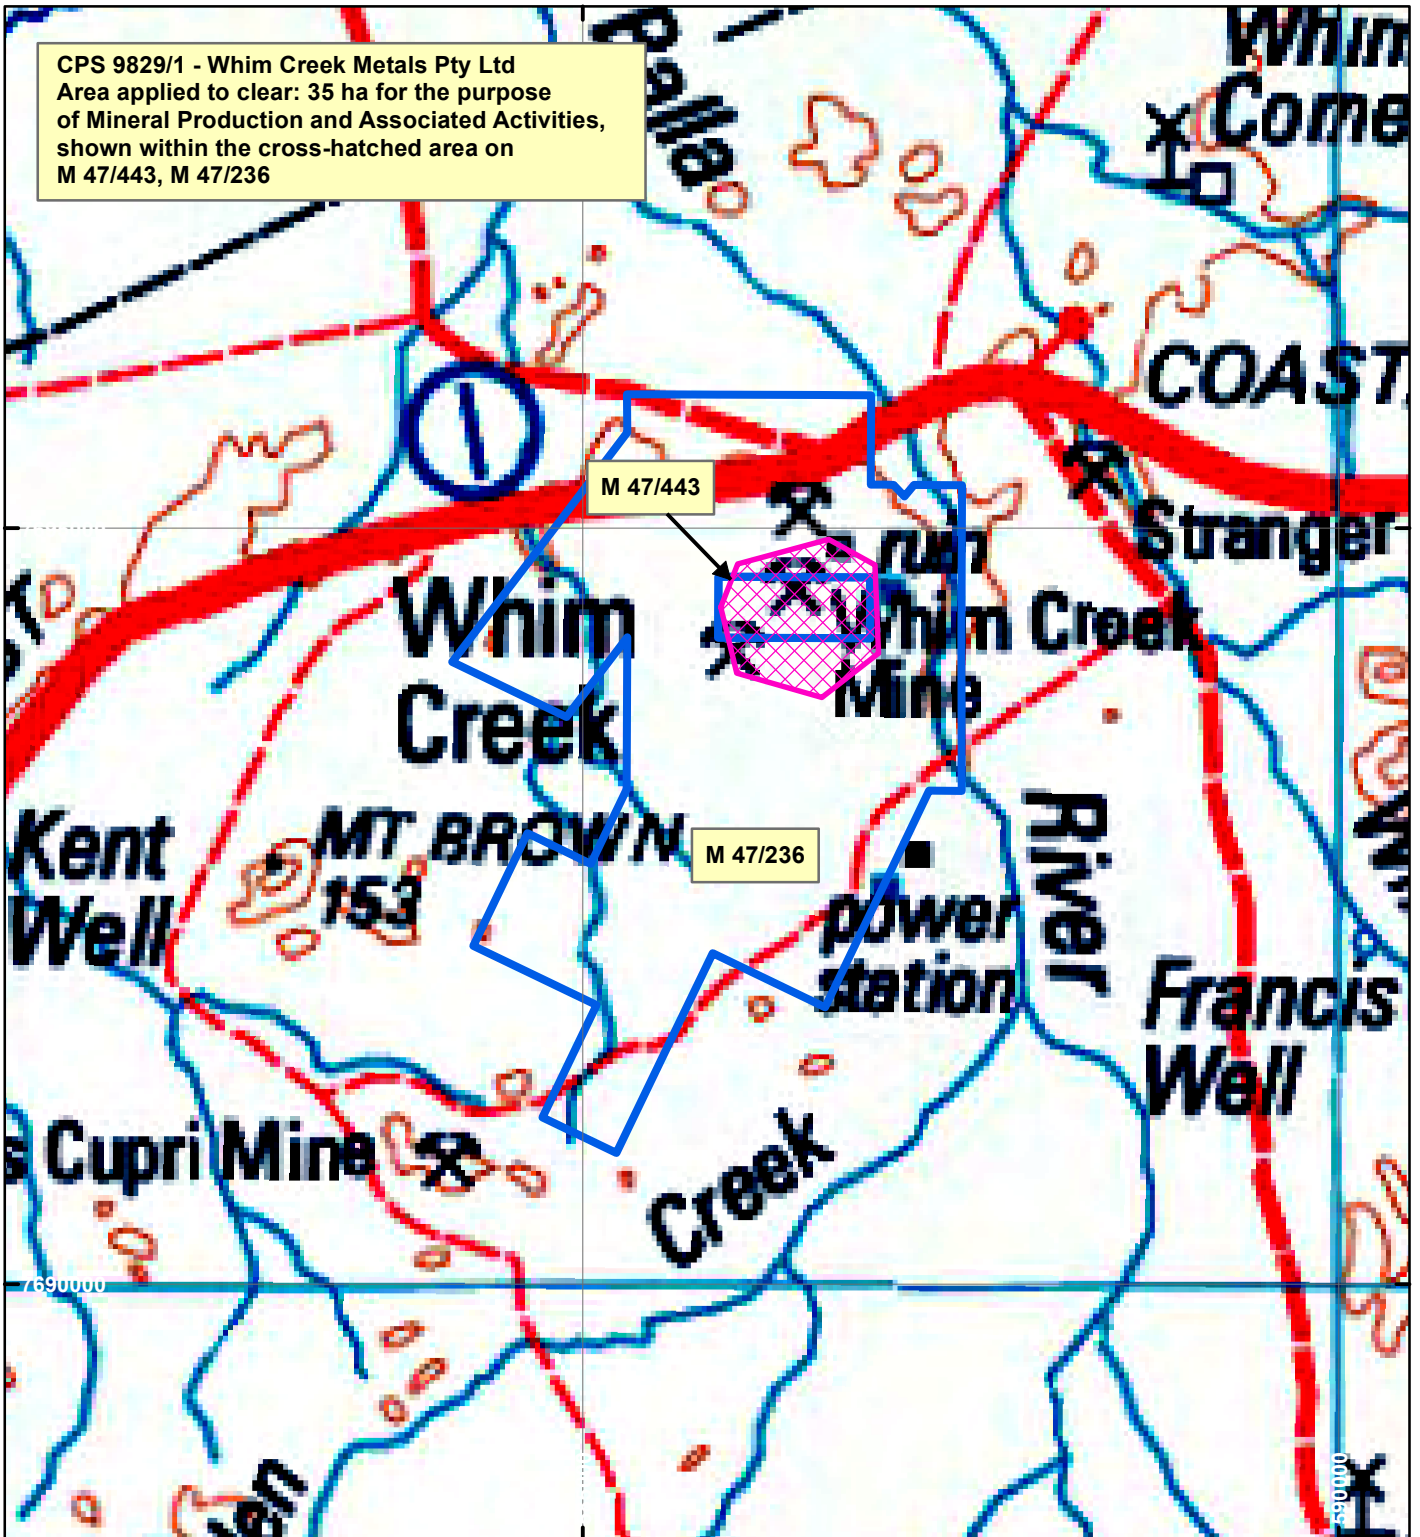 CPS 9829/1 - Whim Creek Metals Pty Ltd
Area applied to clear: 35 ha for the purpose
of Mineral Production and Associated Activities,
shown within the cross-hatched area on
M 47/443, M 47/236
Balla
Whim
COAST
M 47/443
Stranger
run
Whim
Creek
Whim Creek
Mine
Kent
Well
MT BROWN
153
M 47/236
River
power
station
Francis
Well
Cupri Mine
Creek
7690000
590000